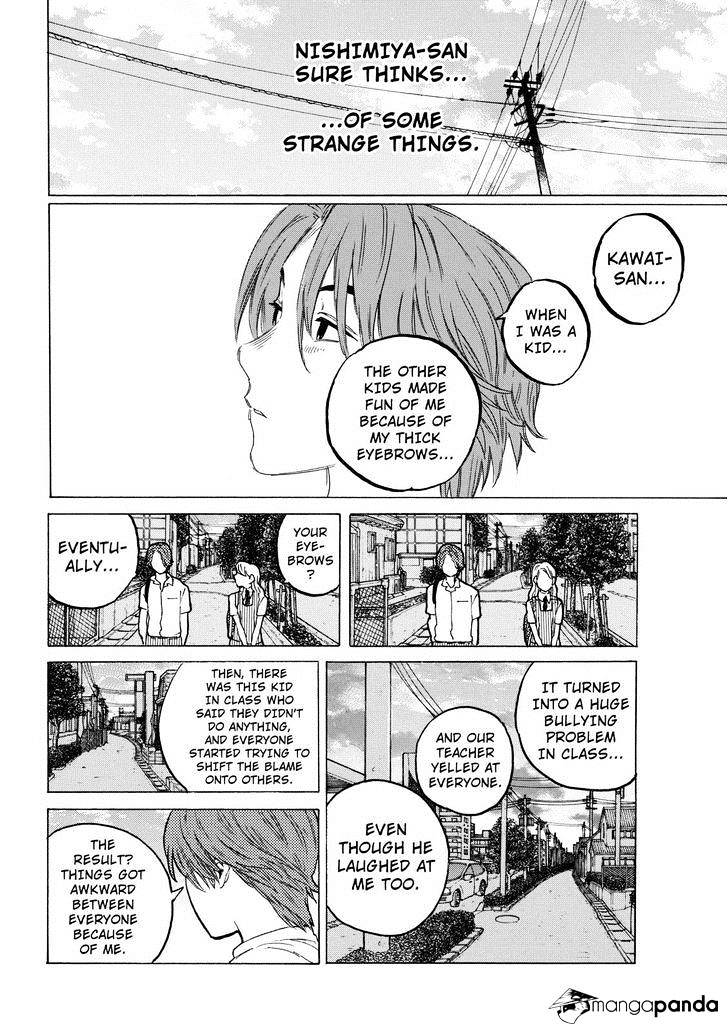 NISHIMIYA-SAN
SURE THINKS...
...OF SOME
STRANGE THINGS.
KAWAI-
SAN...
WHEN
I WAS A
KID...
THE OTHER
KIDS MADE
FUN OF ME
BECAUSE OF
MY THICK
EYEBROWS...
YOUR
EYE-
BROWS
?
EVENTU-
ALLY...
IT TURNED
INTO A HUGE
BULLYING
PROBLEM
IN CLASS...
AND OUR
TEACHER
YELLED AT
EVERYONE.
EVEN
THOUGH HE
LAUGHED AT
ME TOO.
THEN, THERE
WAS THIS KID
IN CLASS WHO
SAID THEY DIDN'T
DO ANYTHING,
AND EVERYONE
STARTED TRYING TO
SHIFT THE BLAME
ONTO OTHERS.
THE
RESULT?
THINGS GOT
AWKWARD
BETWEEN
EVERYONE
BECAUSE
OF ME.
mangapanda